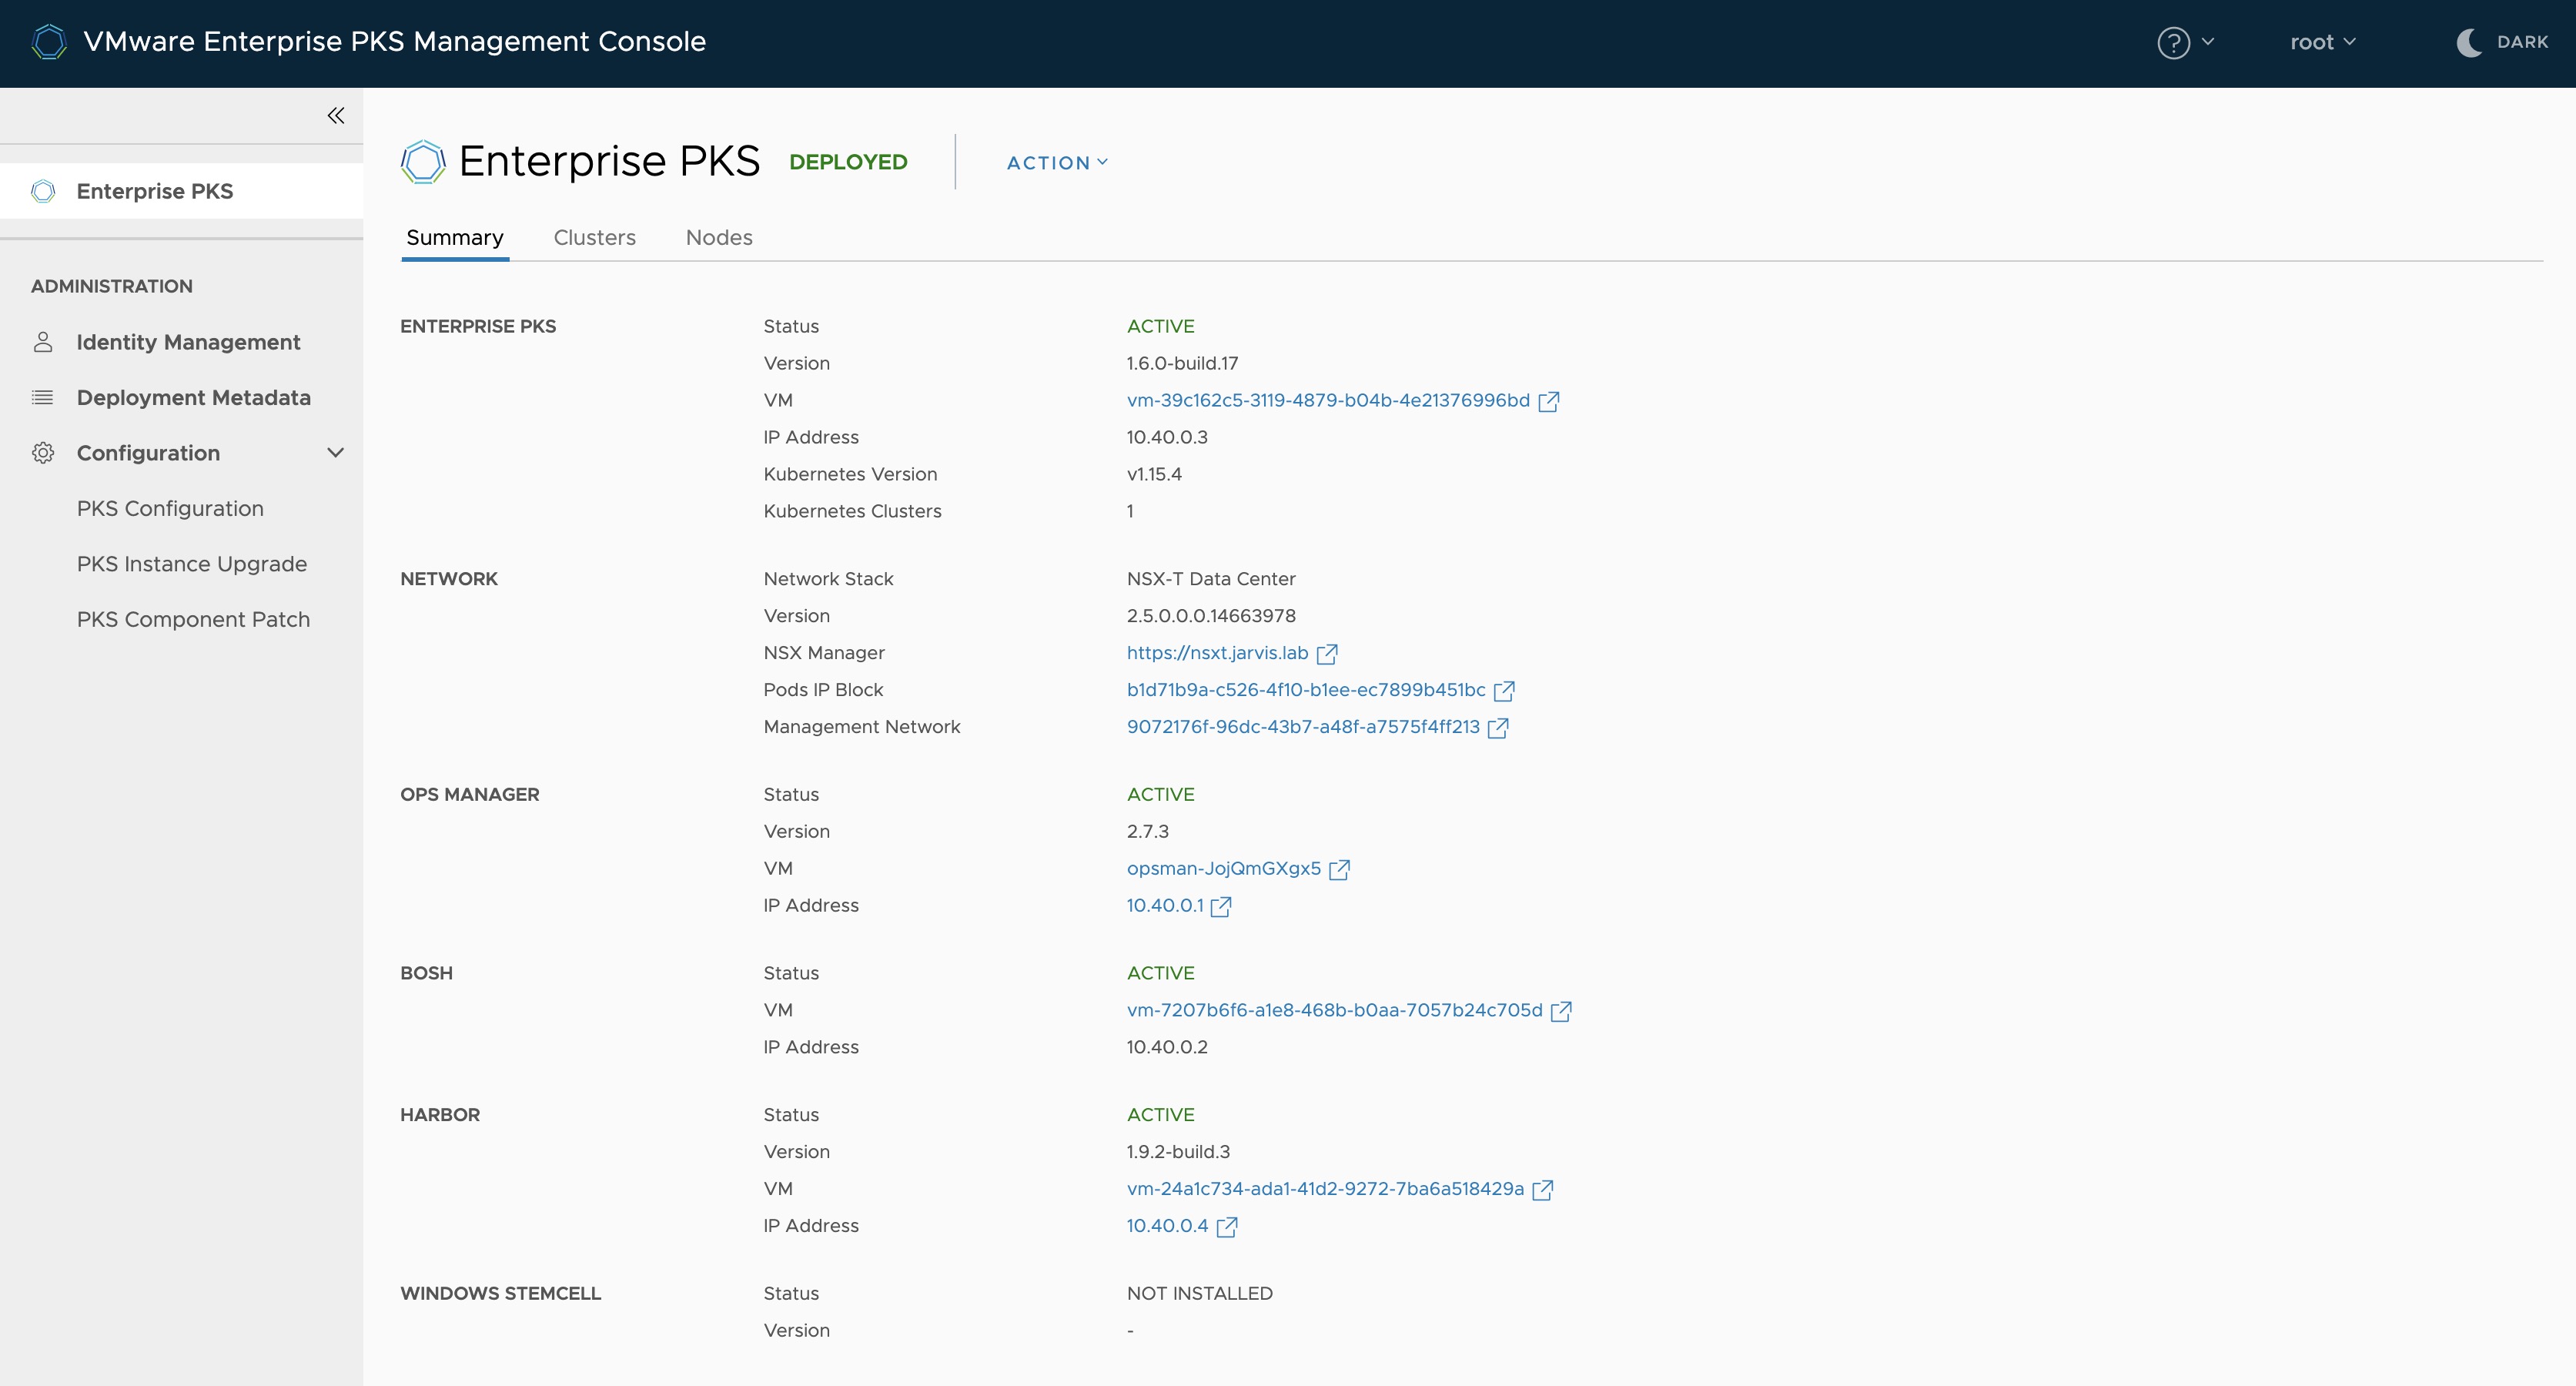 VMware Enterprise PKS Management Console
root
DARK
Enterprise PKS
ADMINISTRATION
Identity Management
Deployment Metadata
Configuration
PKS Configuration
PKS Instance Upgrade
PKS Component Patch
Enterprise PKS DEPLOYED ACTION
Summary Clusters Nodes
ENTERPRISE PKS Status ACTIVE
Version 1.6.0-build.17
VM vm-39c162c5-3119-4879-b04b-4e21376996bd
IP Address 10.40.0.3
Kubernetes Version v1.15.4
Kubernetes Clusters 1
NETWORK Network Stack NSX-T Data Center
Version 2.5.0.0.0.14663978
NSX Manager https://nsxt.jarvis.lab
Pods IP Block b1d71b9a-c526-4f10-b1ee-ec7899b451bc
Management Network 9072176f-96dc-43b7-a48f-a7575f4ff213
OPS MANAGER Status ACTIVE
Version 2.7.3
VM opsman-JojQmGXgx5
IP Address 10.40.0.1
BOSH Status ACTIVE
VM vm-7207b6f6-a1e8-468b-b0aa-7057b24c705d
IP Address 10.40.0.2
HARBOR Status ACTIVE
Version 1.9.2-build.3
VM vm-24a1c734-ada1-41d2-9272-7ba6a518429a
IP Address 10.40.0.4
WINDOWS STEMCELL Status NOT INSTALLED
Version -